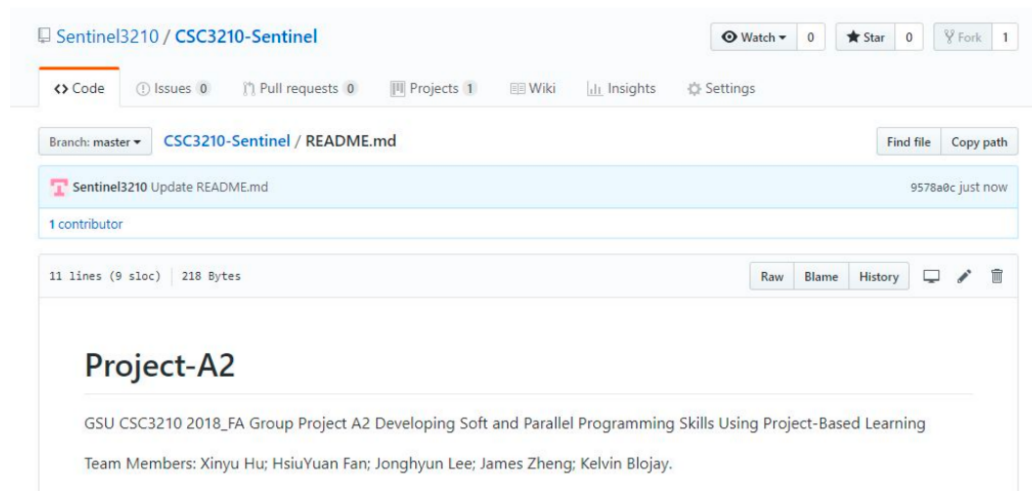 Sentinel3210 / CSC3210-Sentinel Watch 0 Star 0 Fork 1
Code Issues 0 Pull requests 0 Projects 1 Wiki Insights Settings
Branch: master CSC3210-Sentinel / README.md Find file Copy path
Sentinel3210 Update README.md 9578a0c just now
1 contributor
11 lines (9 sloc) 218 Bytes Raw Blame History
Project-A2
GSU CSC3210 2018_FA Group Project A2 Developing Soft and Parallel Programming Skills Using Project-Based Learning
Team Members: Xinyu Hu; HsiuYuan Fan; Jonghyun Lee; James Zheng; Kelvin Blojay.